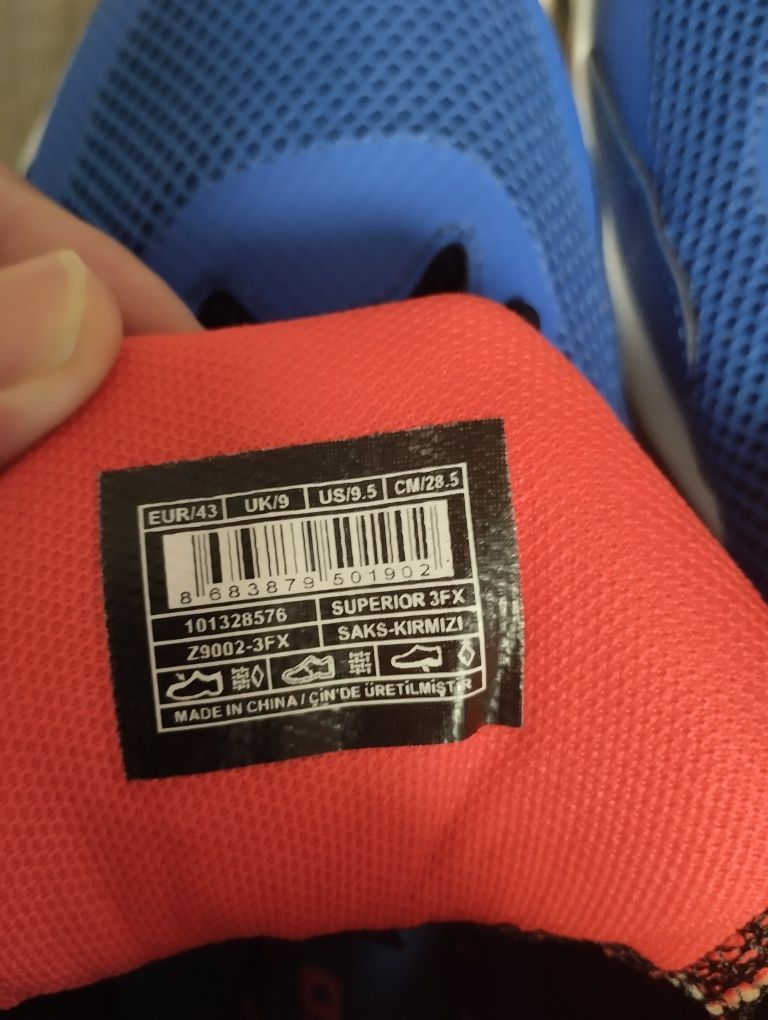 EUR/43 UK/9 US/9.5 CM/28.5
8 683879 501902
101328576 SUPERIOR 3FX
Z9002-3FX SAKS-KIRMIZI
MADE IN CHINA / ÇİN'DE ÜRETİLMİŞTİR